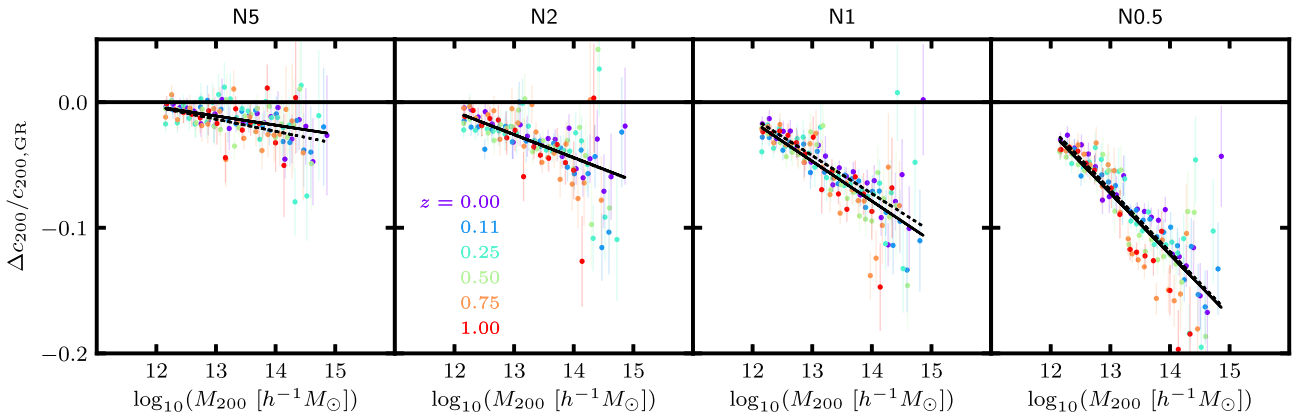 N5 N2 N1 N0.5
Δc200/c200,GR
0.0
−0.1
−0.2
z = 0.00
0.11
0.25
0.50
0.75
1.00
12 13 14 15 12 13 14 15 12 13 14 15 12 13 14 15
log10(M200 [h−1M⊙]) log10(M200 [h−1M⊙]) log10(M200 [h−1M⊙]) log10(M200 [h−1M⊙])